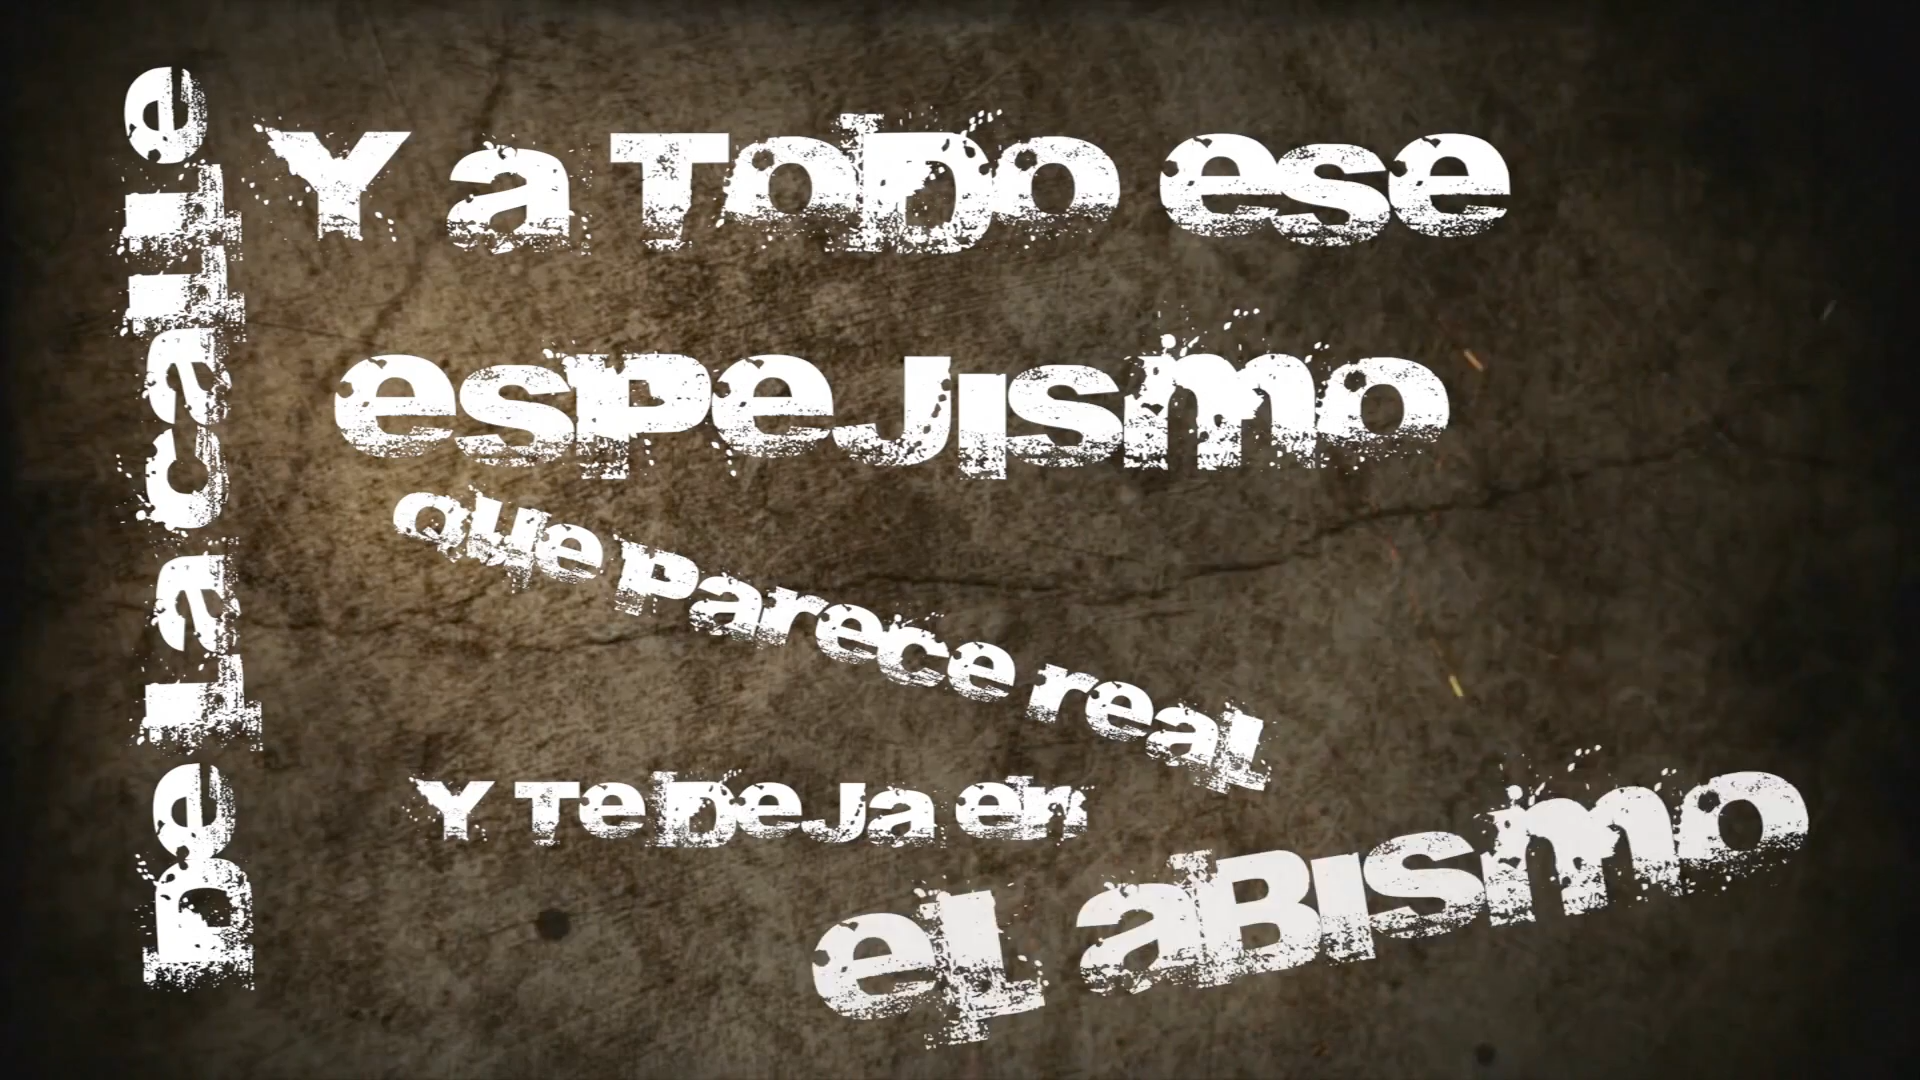 De la calle
Y a todo ese
espejismo
que parece real
Y te deja en
el abismo